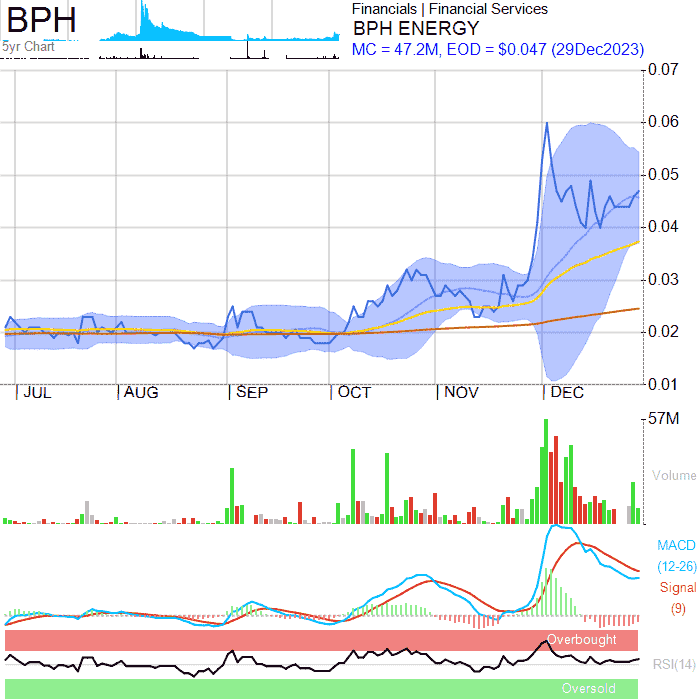 BPH
5yr Chart
Financials | Financial Services
BPH ENERGY
MC = 47.2M, EOD = $0.047 (29Dec2023)
0.07
0.06
0.05
0.04
0.03
0.02
0.01
JUL AUG SEP OCT NOV DEC
57M
Volume
MACD
(12-26)
Signal
(9)
Overbought
RSI(14)
Oversold